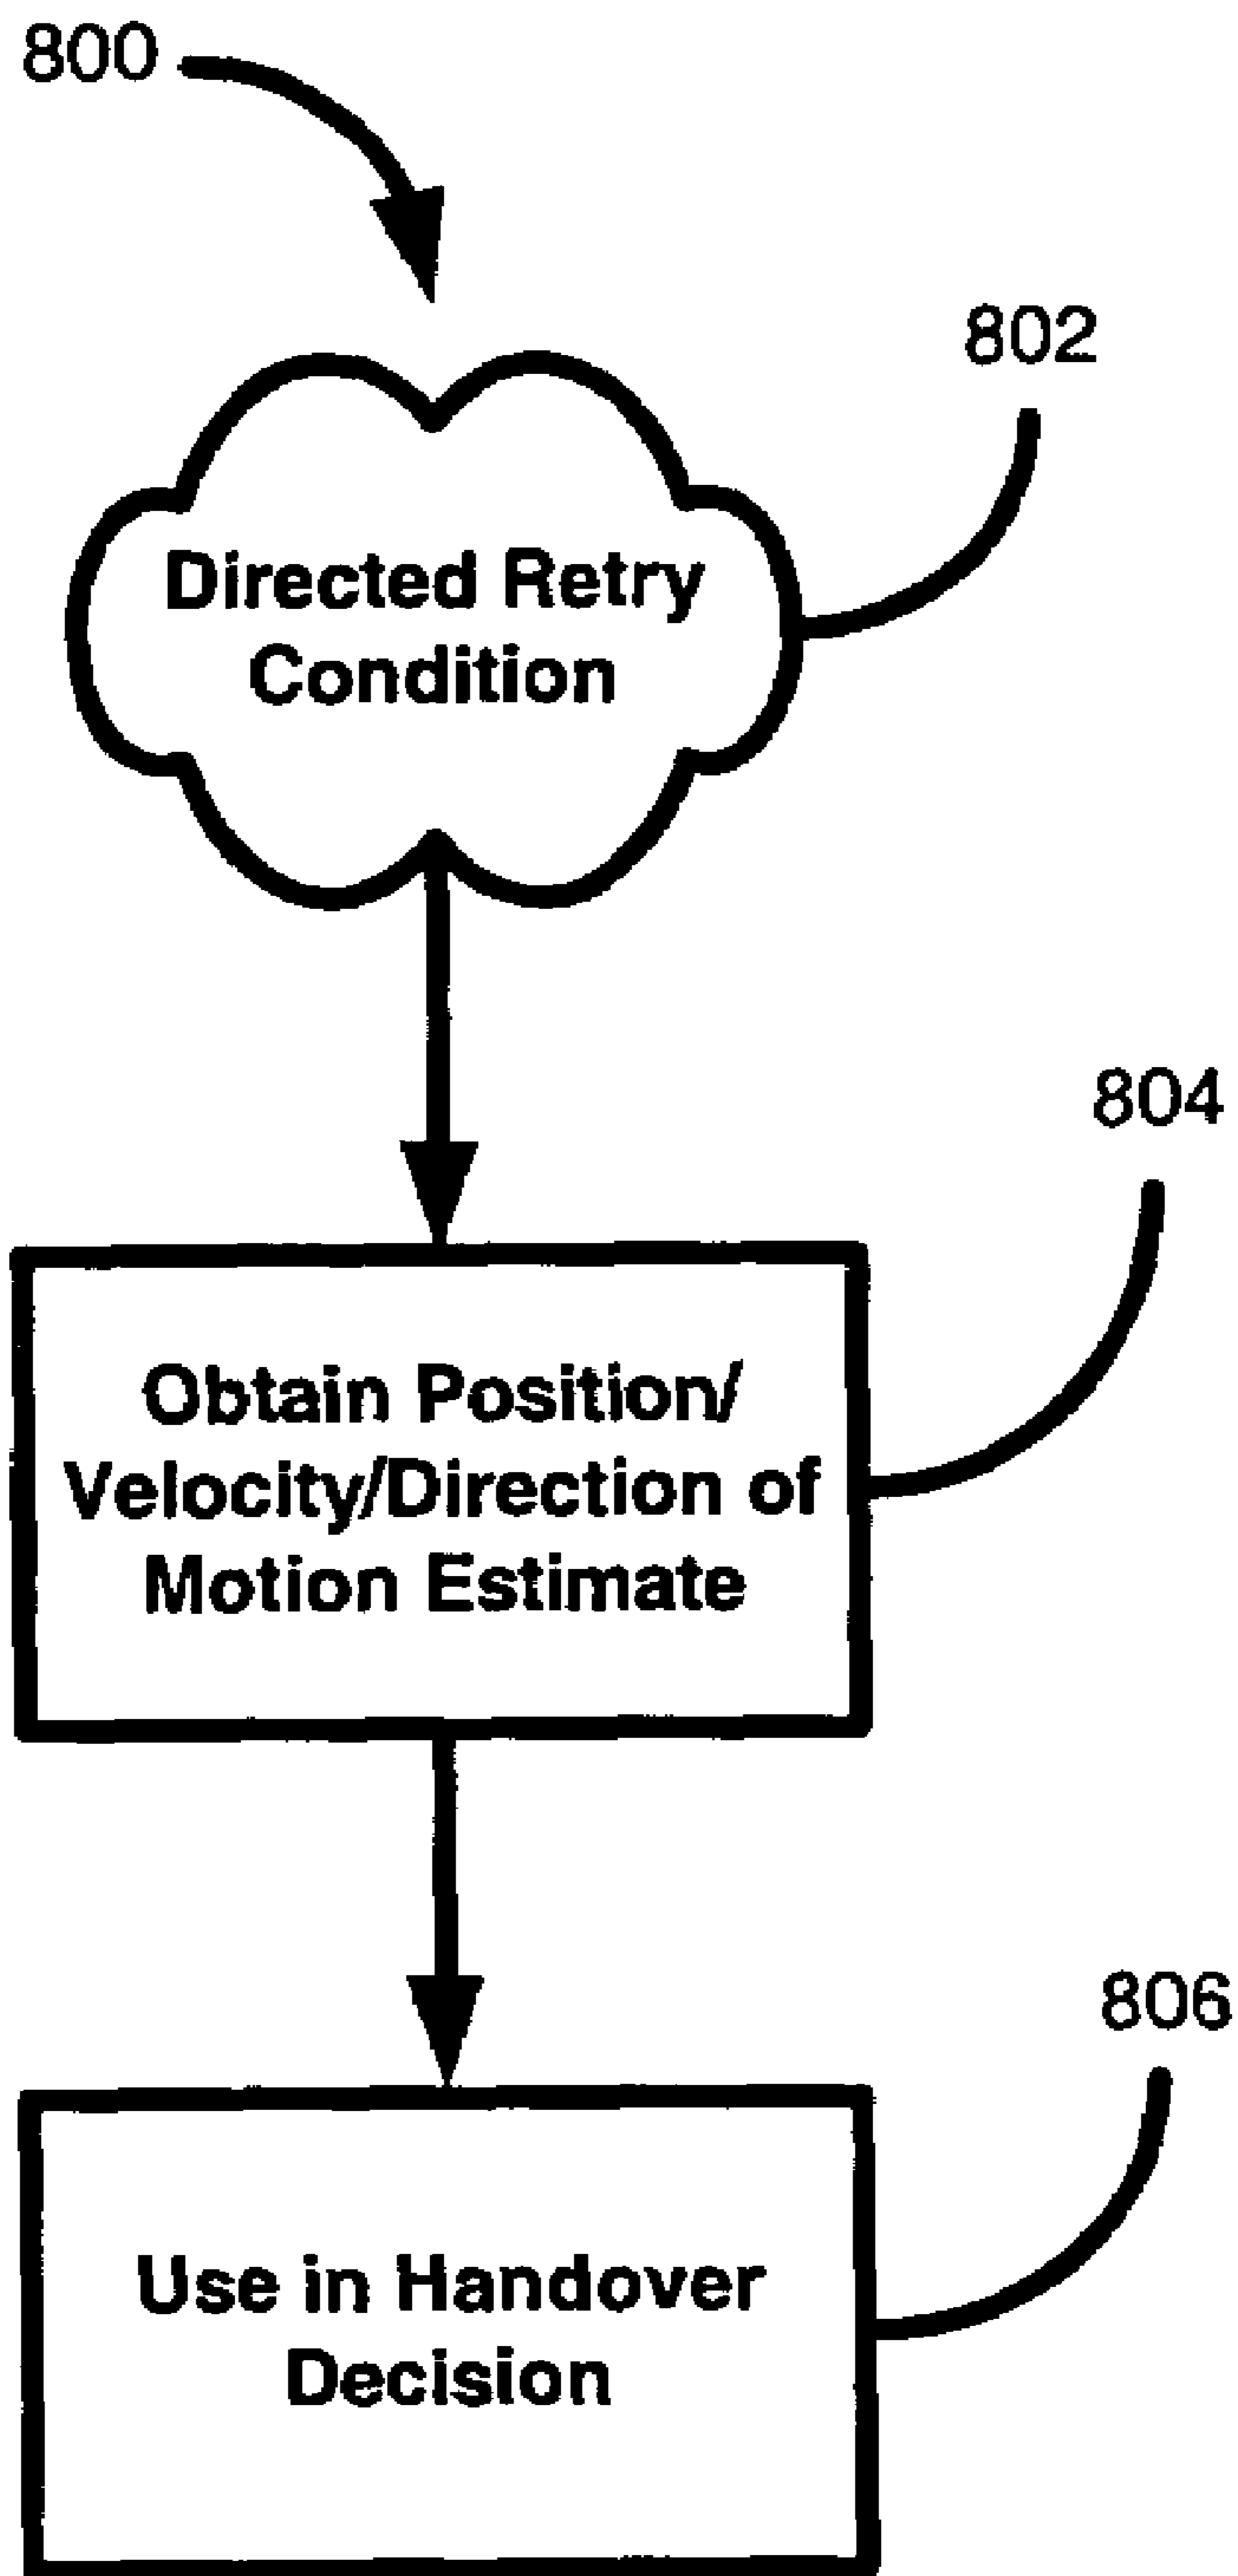 800
802
Directed Retry
Condition
804
Obtain Position/
Velocity/Direction of
Motion Estimate
806
Use in Handover
Decision